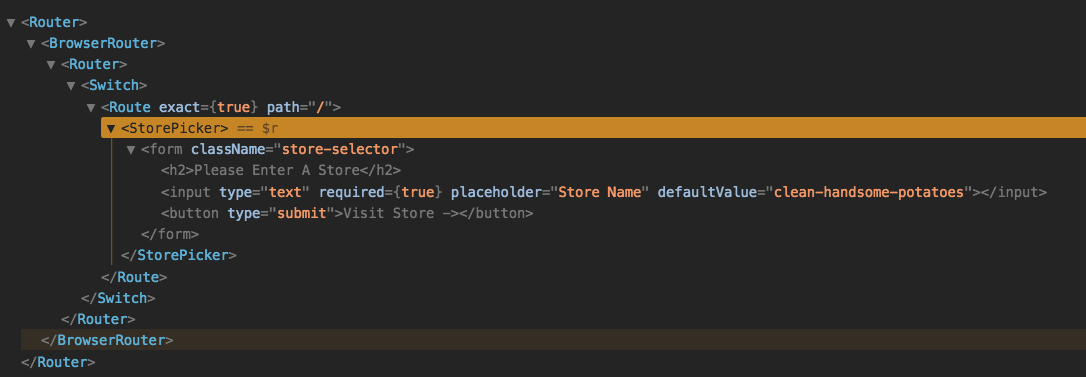 ▼ <Router>
▼ <BrowserRouter>
▼ <Router>
▼ <Switch>
▼ <Route exact={true} path="/">
▼ <StorePicker> == $r
▼ <form className="store-selector">
<h2>Please Enter A Store</h2>
<input type="text" required={true} placeholder="Store Name" defaultValue="clean-handsome-potatoes"></input>
<button type="submit">Visit Store -></button>
</form>
</StorePicker>
</Route>
</Switch>
</Router>
</BrowserRouter>
</Router>